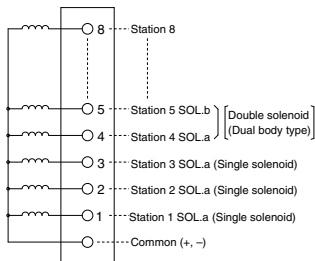 8 Station 8
5 Station 5 SOL.b
4 Station 4 SOL.a
Double solenoid
(Dual body type)
3 Station 3 SOL.a (Single solenoid)
2 Station 2 SOL.a (Single solenoid)
1 Station 1 SOL.a (Single solenoid)
Common (+, –)